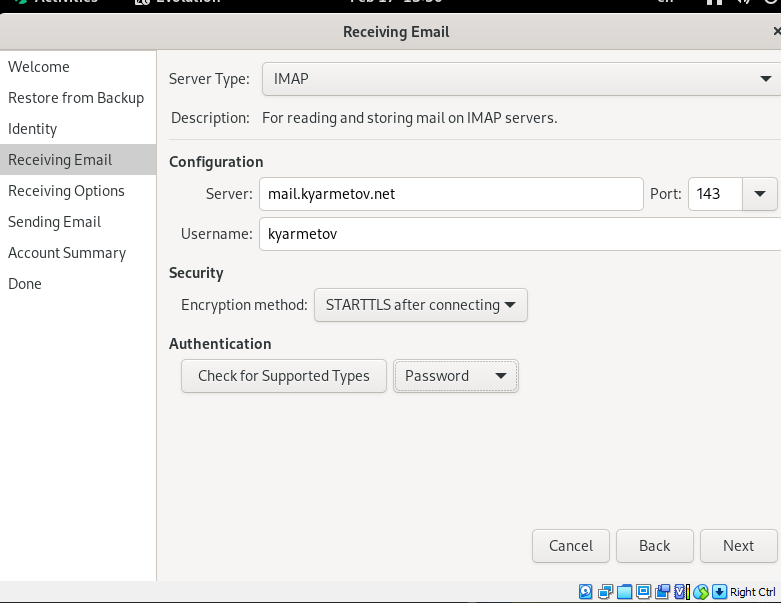 Activities Evolution Feb 17 en
Receiving Email
Welcome
Restore from Backup
Identity
Receiving Email
Receiving Options
Sending Email
Account Summary
Done
Server Type: IMAP
Description: For reading and storing mail on IMAP servers.
Configuration
Server: mail.kyarmetov.net Port: 143
Username: kyarmetov
Security
Encryption method: STARTTLS after connecting
Authentication
Check for Supported Types Password
Cancel Back Next
Right Ctrl